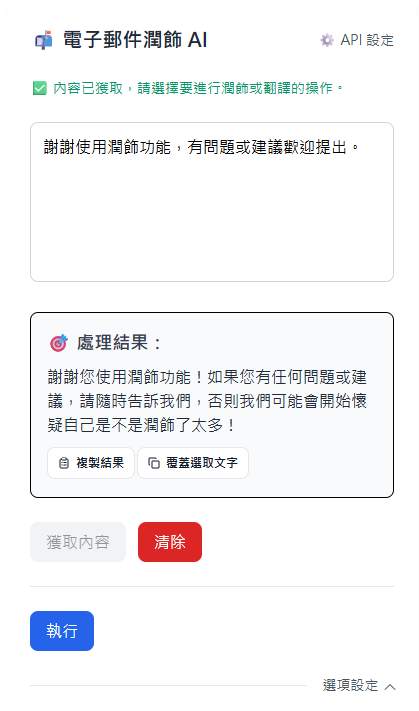 電子郵件潤飾 AI
API 設定
內容已獲取，請選擇要進行潤飾或翻譯的操作。
謝謝使用潤飾功能，有問題或建議歡迎提出。
處理結果：
謝謝您使用潤飾功能！如果您有任何問題或建
議，請隨時告訴我們，否則我們可能會開始懷
疑自己是不是潤飾了太多！
複製結果
覆蓋選取文字
獲取內容
清除
執行
選項設定